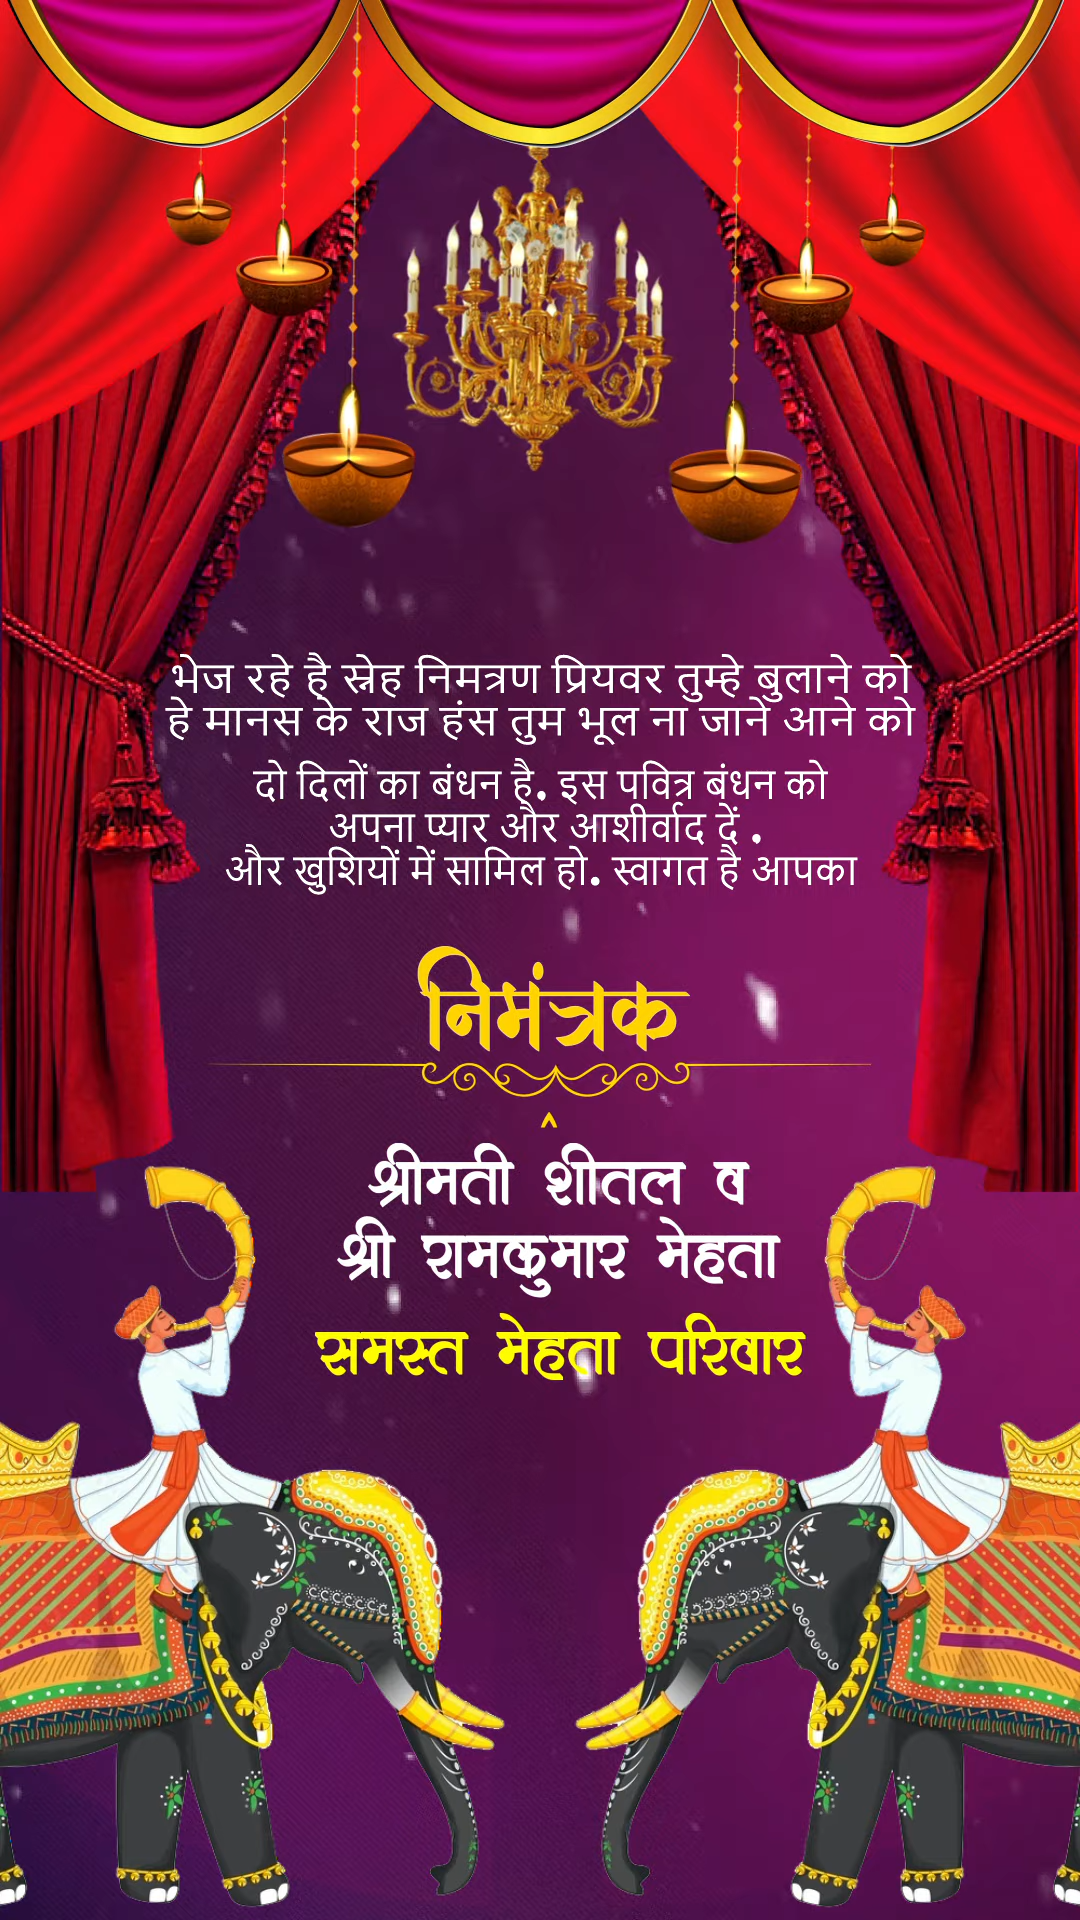 भेज रहे है स्नेह निमत्रण प्रियवर तुम्हे बुलाने को
हे मानस के राज हंस तुम भूल ना जाने आने को
दो दिलों का बंधन है. इस पवित्र बंधन को
अपना प्यार और आशीर्वाद दें .
और खुशियों में सामिल हो. स्वागत है आपका
निमंत्रक
^
श्रीमती शीतल व
श्री रामकुमार मेहता
समस्त मेहता परिवार